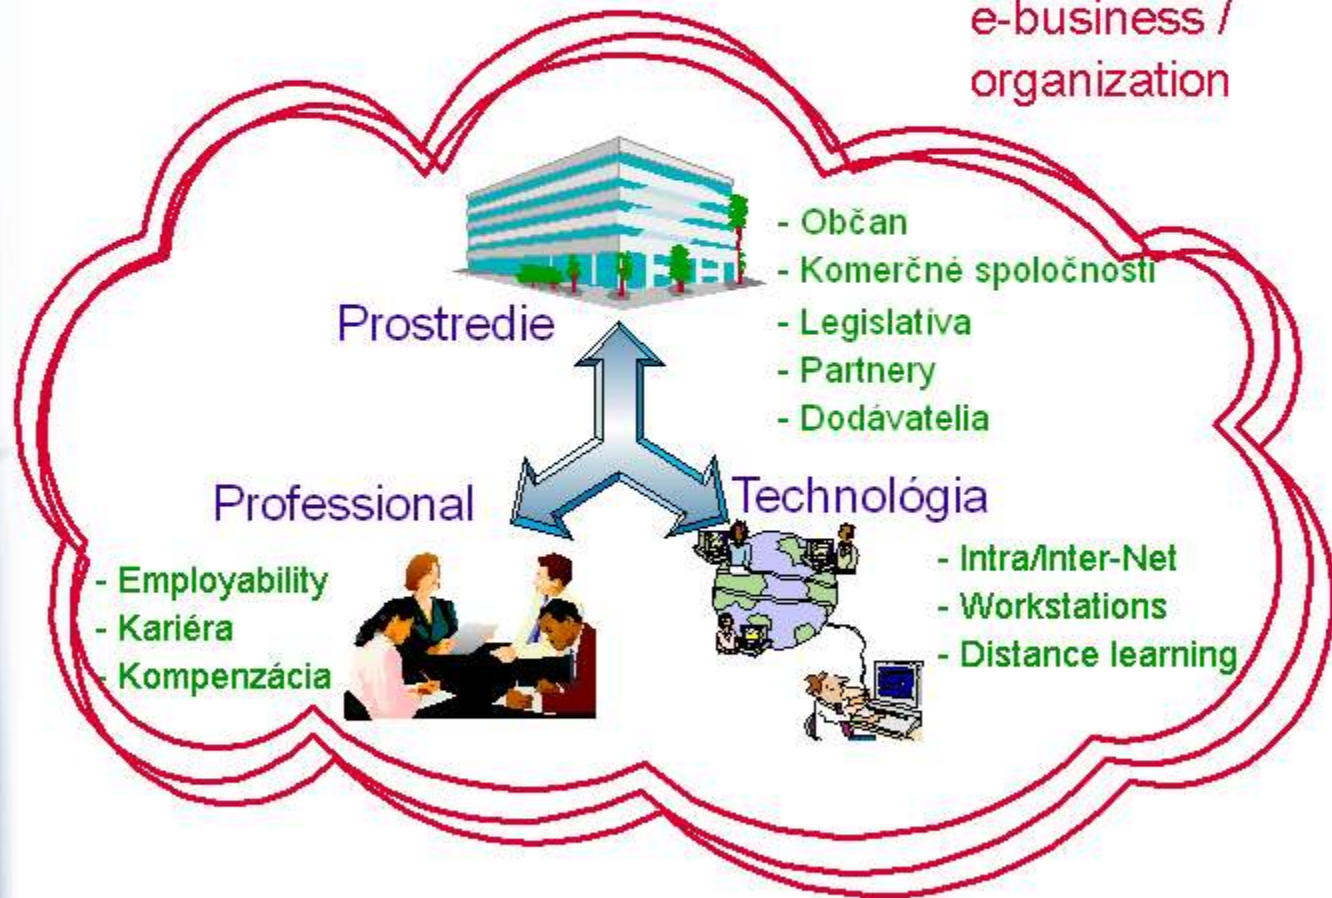 e-business /
organization
- Občan
- Komerčné spoločnosti
Prostredie
- Legislatíva
- Partnery
- Dodávatelia
Professional
- Employability
- Kariéra
- Kompenzácia
Technológia
- Intra/Inter-Net
- Workstations
- Distance learning